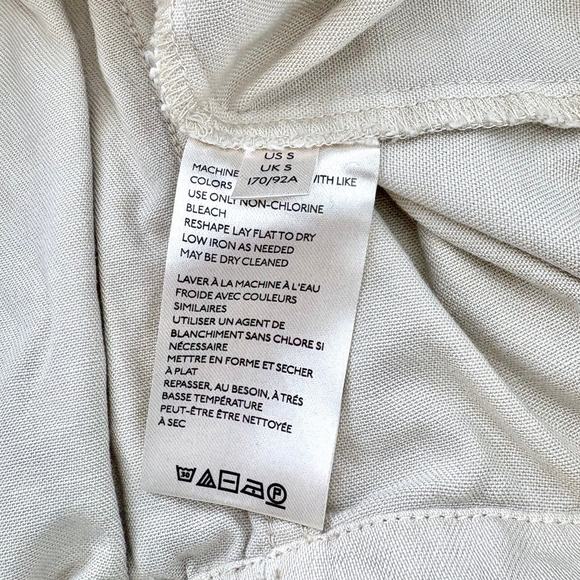 US S
UK S
170/92A
MACHINE WITH LIKE
COLORS
USE ONLY NON-CHLORINE
BLEACH
RESHAPE LAY FLAT TO DRY
LOW IRON AS NEEDED
MAY BE DRY CLEANED
LAVER À LA MACHINE À L'EAU
FROIDE AVEC COULEURS
SIMILAIRES
UTILISER UN AGENT DE
BLANCHIMENT SANS CHLORE SI
NÉCESSAIRE
METTRE EN FORME ET SECHER
À PLAT
REPASSER, AU BESOIN, À TRÉS
BASSE TEMPÉRATURE
PEUT-ÊTRE ÊTRE NETTOYÉE
À SEC
30 P